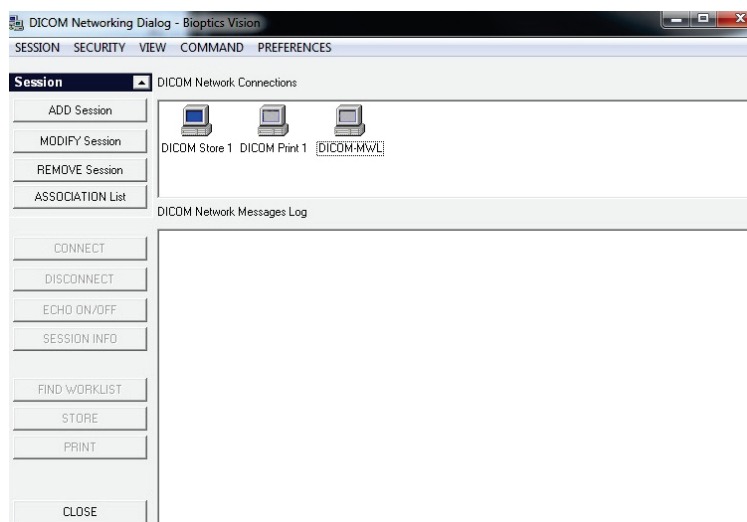 DICOM Networking Dialog - Bioptics Vision
SESSION SECURITY VIEW COMMAND PREFERENCES
Session
DICOM Network Connections
ADD Session
MODIFY Session
REMOVE Session
ASSOCIATION List
DICOM Store 1 DICOM Print 1 DICOM-MWL
DICOM Network Messages Log
CONNECT
DISCONNECT
ECHO ON/OFF
SESSION INFO
FIND WORKLIST
STORE
PRINT
CLOSE